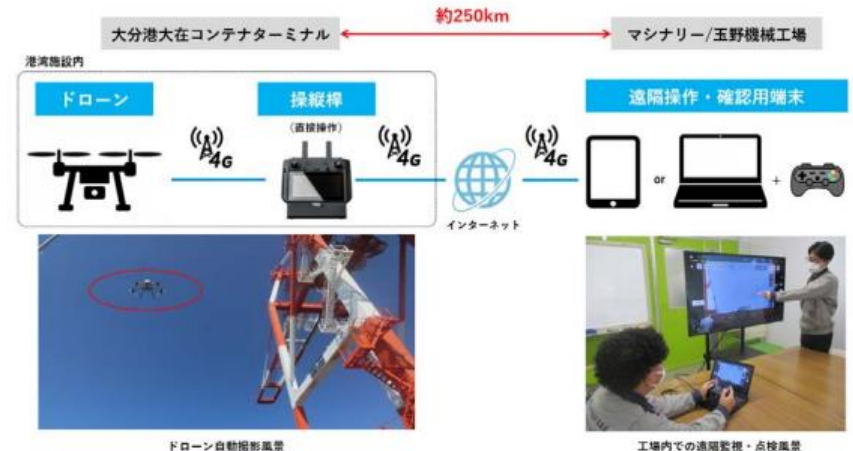 約250km
大分港大在コンテナターミナル
マシナリー/玉野機械工場
港湾施設内
ドローン
操縦桿
遠隔操作・確認用端末
(直接操作)
4G
4G
4G
or
+
インターネット
ドローン自動撮影風景
工場内での遠隔監視・点検風景